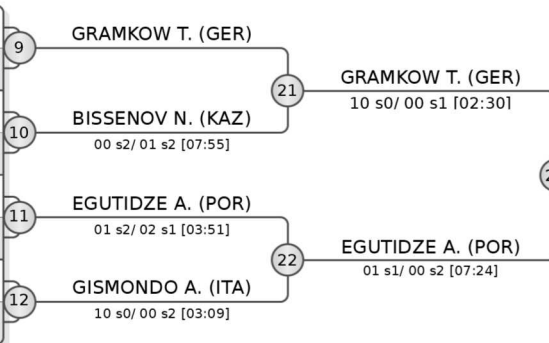 GRAMKOW T. (GER)
9
21
GRAMKOW T. (GER)
10 s0/ 00 s1 [02:30]
BISSENOV N. (KAZ)
10
00 s2/ 01 s2 [07:55]
EGUTIDZE A. (POR)
11
01 s2/ 02 s1 [03:51]
22
EGUTIDZE A. (POR)
01 s1/ 00 s2 [07:24]
GISMONDO A. (ITA)
12
10 s0/ 00 s2 [03:09]